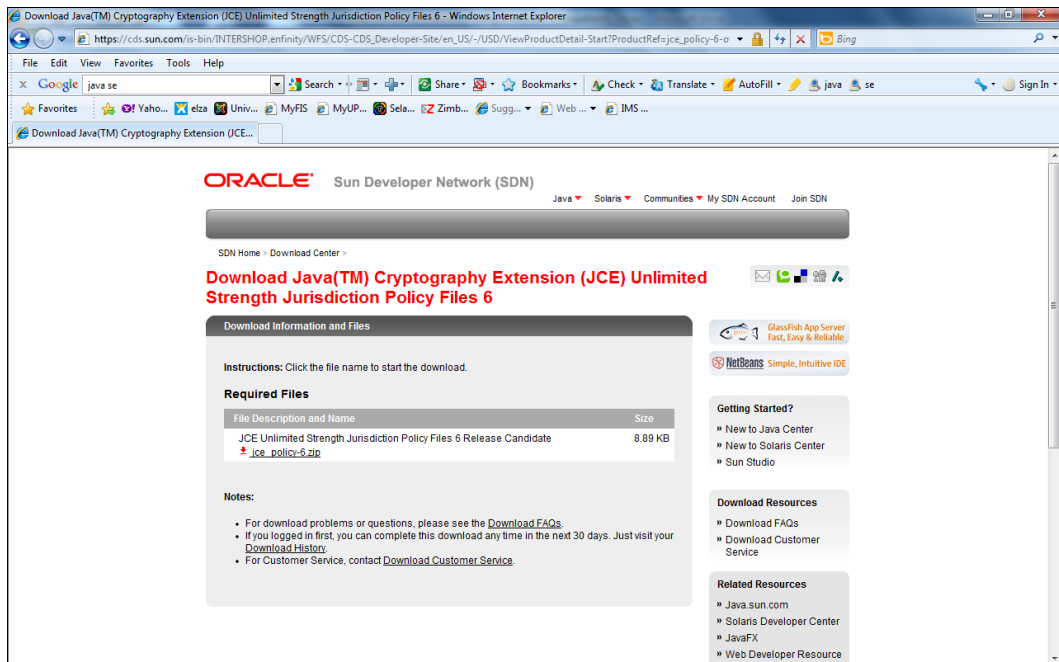 Download Java(TM) Cryptography Extension (JCE) Unlimited Strength Jurisdiction Policy Files 6 - Windows Internet Explorer
https://cds.sun.com/is-bin/INTERSHOP.enfinity/WFS/CDS-CDS_Developer-Site/en_US/-/USD/ViewProductDetail-Start?ProductRef=jce_policy-6-o
Bing
File Edit View Favorites Tools Help
x Google java se Search Share Bookmarks Check Translate AutoFill java se Sign In
Favorites Yaho... elza Univ... MyFIS MyUP... Sela... Zimb... Sugg... Web ... IMS ...
Download Java(TM) Cryptography Extension (JCE...
ORACLE Sun Developer Network (SDN)
Java Solaris Communities My SDN Account Join SDN
SDN Home > Download Center >
Download Java(TM) Cryptography Extension (JCE) Unlimited
Strength Jurisdiction Policy Files 6
Download Information and Files
Instructions: Click the file name to start the download.
Required Files
File Description and Name Size
JCE Unlimited Strength Jurisdiction Policy Files 6 Release Candidate 8.89 KB
jce_policy-6.zip
Notes:
• For download problems or questions, please see the Download FAQs.
• If you logged in first, you can complete this download any time in the next 30 days. Just visit your
Download History.
• For Customer Service, contact Download Customer Service.
GlassFish App Server
Fast, Easy & Reliable
NetBeans Simple, Intuitive IDE
Getting Started?
» New to Java Center
» New to Solaris Center
» Sun Studio
Download Resources
» Download FAQs
» Download Customer
Service
Related Resources
» Java.sun.com
» Solaris Developer Center
» JavaFX
» Web Developer Resource